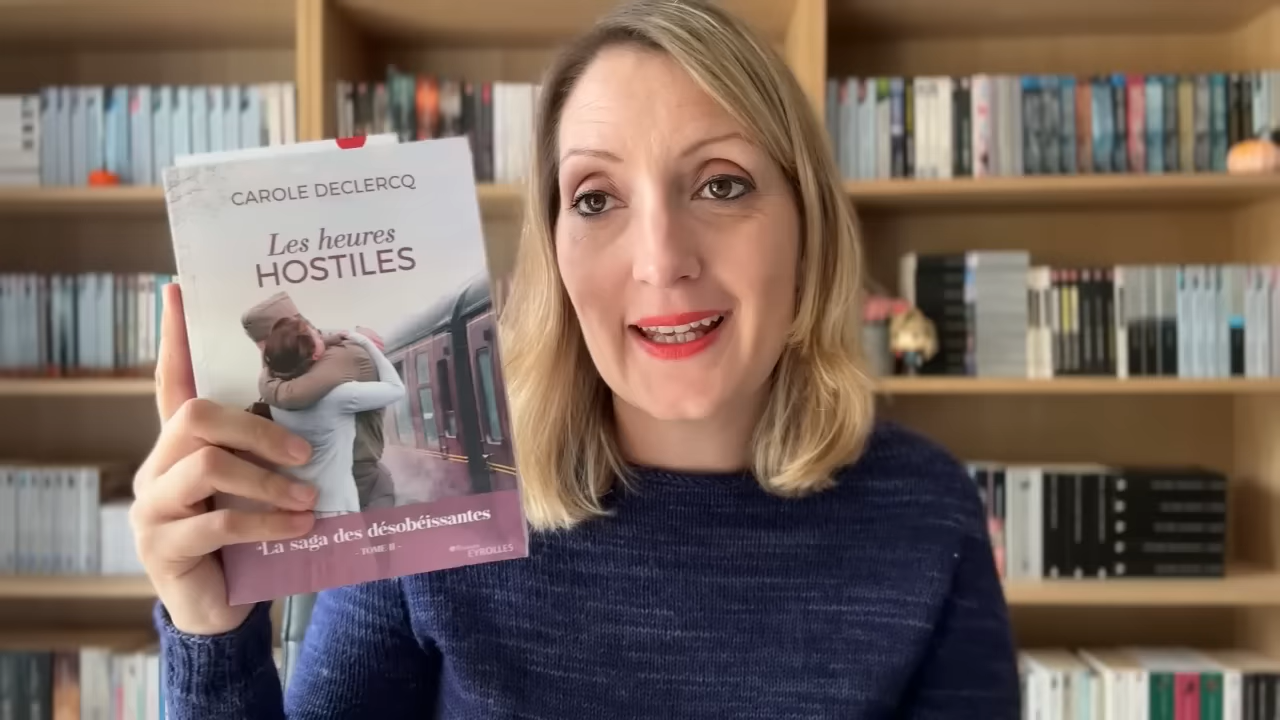 CAROLE DECLERCQ
Les heures
HOSTILES
La saga des désobéissantes
- TOME II -
EYROLLES